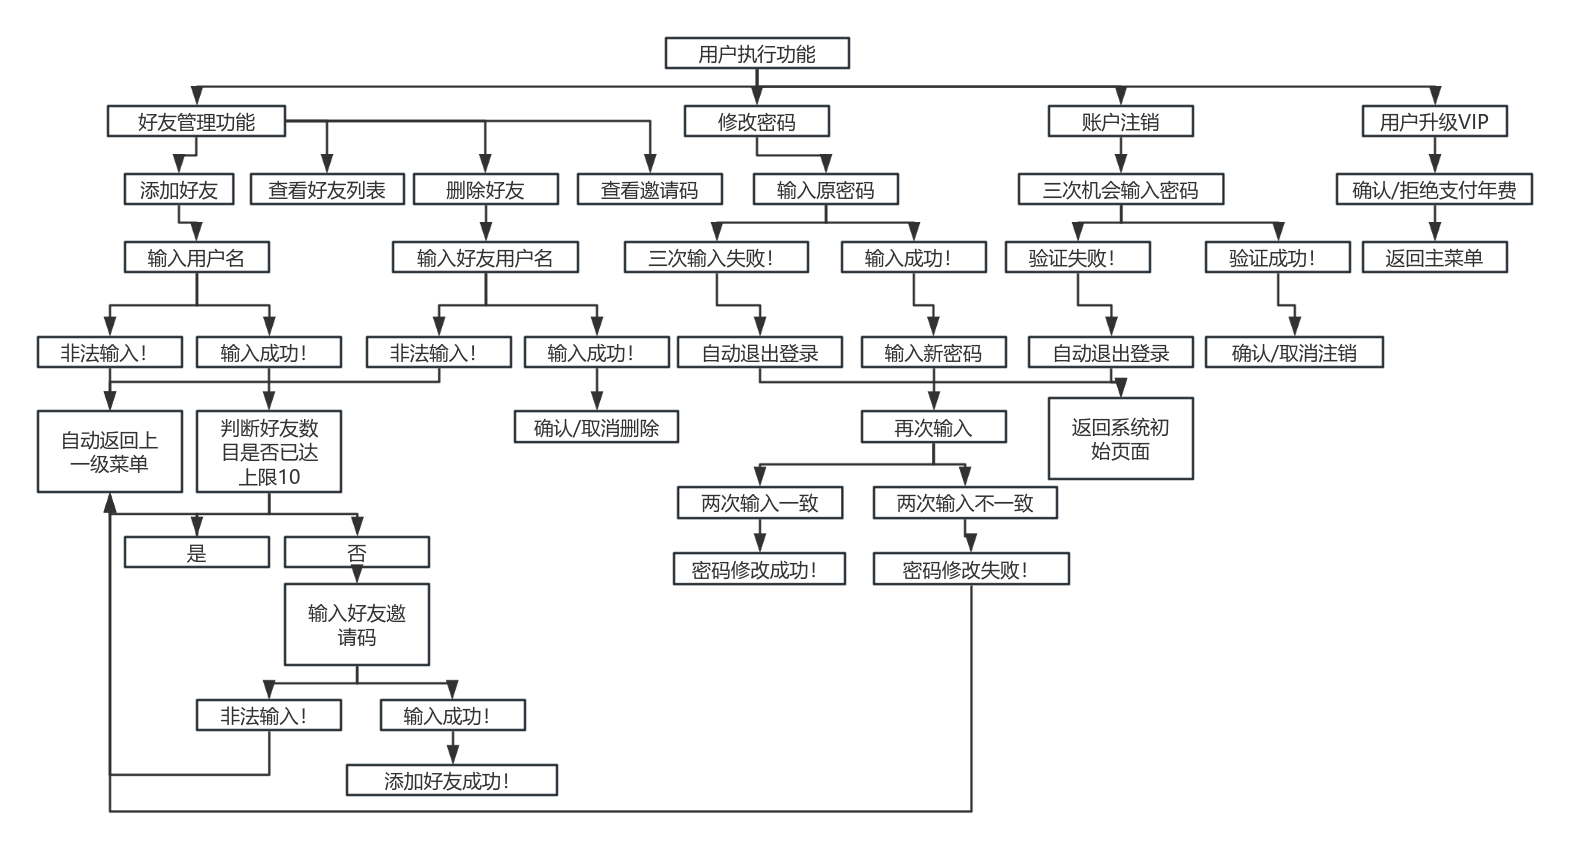 用户执行功能
好友管理功能
修改密码
账户注销
用户升级VIP
添加好友
查看好友列表
删除好友
查看邀请码
输入原密码
三次机会输入密码
确认/拒绝支付年费
输入用户名
输入好友用户名
三次输入失败！
输入成功！
验证失败！
验证成功！
返回主菜单
非法输入！
输入成功！
非法输入！
输入成功！
自动退出登录
输入新密码
自动退出登录
确认/取消注销
自动返回上
一级菜单
判断好友数
目是否已达
上限10
确认/取消删除
再次输入
返回系统初
始页面
两次输入一致
两次输入不一致
是
否
密码修改成功！
密码修改失败！
输入好友邀
请码
非法输入！
输入成功！
添加好友成功！